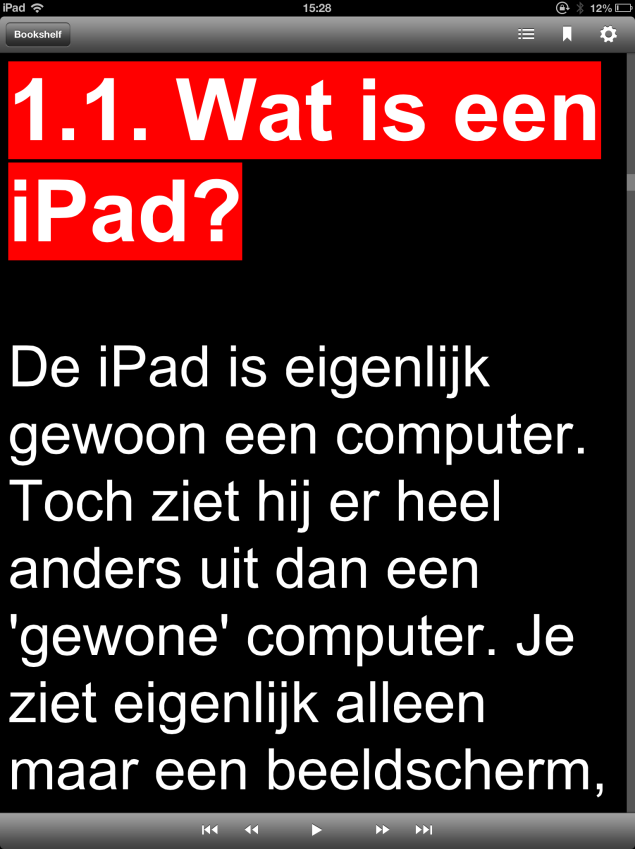 iPad 15:28 12%
Bookshelf
1.1. Wat is een
iPad?
De iPad is eigenlijk
gewoon een computer.
Toch ziet hij er heel
anders uit dan een
'gewone' computer. Je
ziet eigenlijk alleen
maar een beeldscherm,